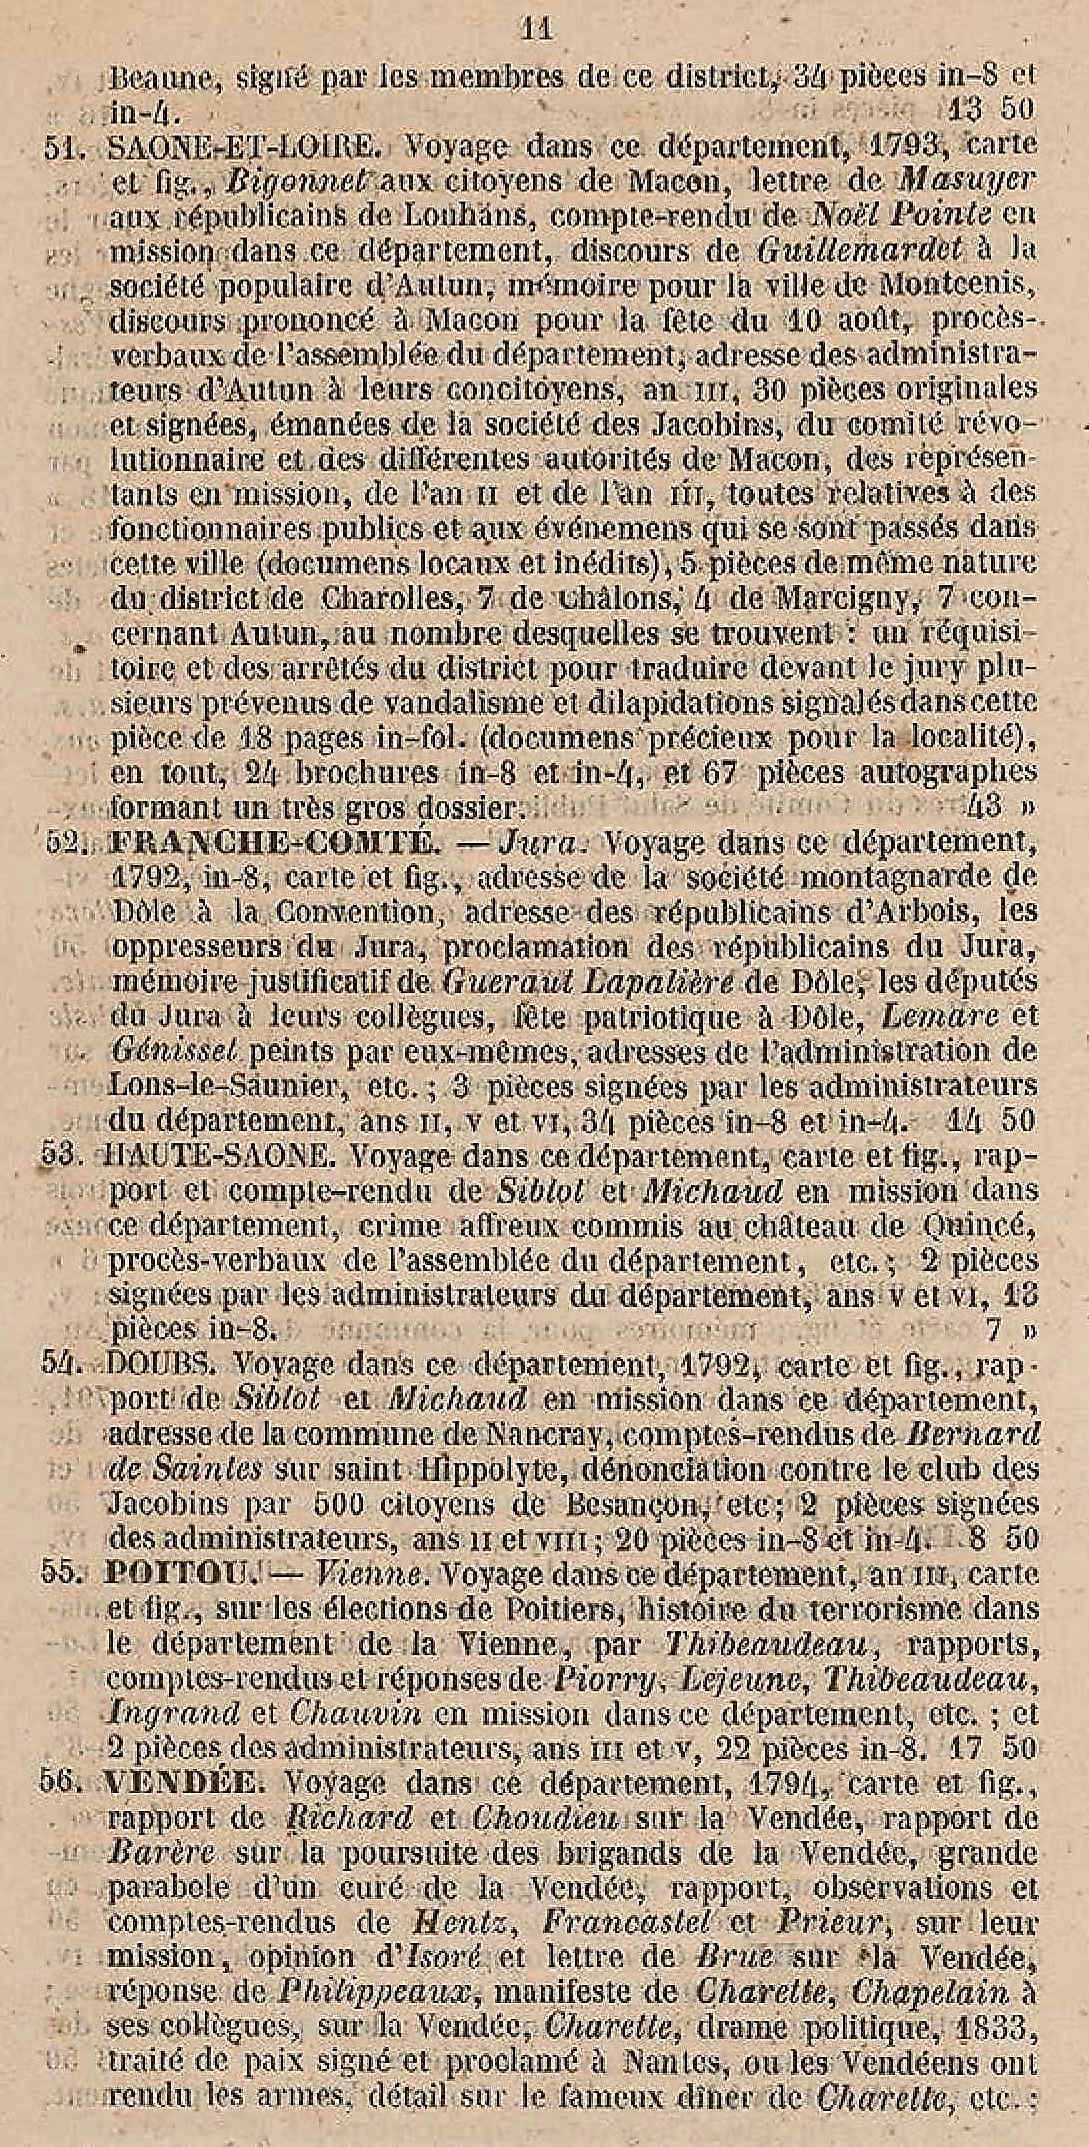 11
Beaune, signé par les membres de ce district, 34 pièces in-8 et
in-4. 13 50
51. SAONE-ET-LOIRE. Voyage dans ce département, 1793, carte
et fig., Bigonnet aux citoyens de Macon, lettre de Masuyer
aux républicains de Louhans, compte-rendu de Noël Pointe en
mission dans ce département, discours de Guillemardet à la
société populaire d'Autun, mémoire pour la ville de Montcenis,
discours prononcé à Macon pour la fête du 10 août, procès-
verbaux de l'assemblée du département, adresse des administra-
teurs d'Autun à leurs concitoyens, an III, 30 pièces originales
et signées, émanées de la société des Jacobins, du comité révo-
lutionnaire et des différentes autorités de Macon, des représen-
tants en mission, de l'an II et de l'an III, toutes relatives à des
fonctionnaires publics et aux événemens qui se sont passés dans
cette ville (documens locaux et inédits), 5 pièces de même nature
du district de Charolles, 7 de Châlons, 4 de Marcigny, 7 con-
cernant Autun, au nombre desquelles se trouvent : un réquisi-
toire et des arrêtés du district pour traduire devant le jury plu-
sieurs prévenus de vandalisme et dilapidations signalés dans cette
pièce de 18 pages in-fol. (documens précieux pour la localité),
en tout, 24 brochures in-8 et in-4, et 67 pièces autographes
formant un très gros dossier. 43 »
52. FRANCHE-COMTÉ. — Jura. Voyage dans ce département,
1792, in-8, carte et fig., adresse de la société montagnarde de
Dôle à la Convention, adresse des républicains d'Arbois, les
oppresseurs du Jura, proclamation des républicains du Jura,
mémoire justificatif de Gueraut Lapalière de Dôle, les députés
du Jura à leurs collègues, fête patriotique à Dôle, Lemare et
Génisset peints par eux-mêmes, adresses de l'administration de
Lons-le-Saunier, etc. ; 3 pièces signées par les administrateurs
du département, ans II, V et VI, 34 pièces in-8 et in-4. 14 50
53. HAUTE-SAONE. Voyage dans ce département, carte et fig., rap-
port et compte-rendu de Siblot et Michaud en mission dans
ce département, crime affreux commis au château de Quincé,
procès-verbaux de l'assemblée du département, etc. ; 2 pièces
signées par les administrateurs du département, ans V et VI, 13
pièces in-8. 7 »
54. DOUBS. Voyage dans ce département, 1792, carte et fig., rap-
port de Siblot et Michaud en mission dans ce département,
adresse de la commune de Nancray, comptes-rendus de Bernard
de Saintes sur saint Hippolyte, dénonciation contre le club des
Jacobins par 500 citoyens de Besançon, etc ; 2 pièces signées
des administrateurs, ans II et VIII ; 20 pièces in-8 et in-4. 8 50
55. POITOU. — Vienne. Voyage dans ce département, an III, carte
et fig., sur les élections de Poitiers, histoire du terrorisme dans
le département de la Vienne, par Thibeaudeau, rapports,
comptes-rendus et réponses de Piorry, Lejeune, Thibeaudeau,
Ingrand et Chauvin en mission dans ce département, etc. ; et
2 pièces des administrateurs, ans III et V, 22 pièces in-8. 17 50
56. VENDÉE. Voyage dans ce département, 1794, carte et fig.,
rapport de Richard et Choudieu sur la Vendée, rapport de
Barère sur la poursuite des brigands de la Vendée, grande
parabole d'un curé de la Vendée, rapport, observations et
comptes-rendus de Hentz, Francastel et Prieur, sur leur
mission, opinion d'Isoré et lettre de Brue sur la Vendée,
réponse de Philippeaux, manifeste de Charette, Chapelain à
ses collègues, sur la Vendée, Charette, drame politique, 1833,
traité de paix signé et proclamé à Nantes, ou les Vendéens ont
rendu les armes, détail sur le fameux dîner de Charette, etc. ;